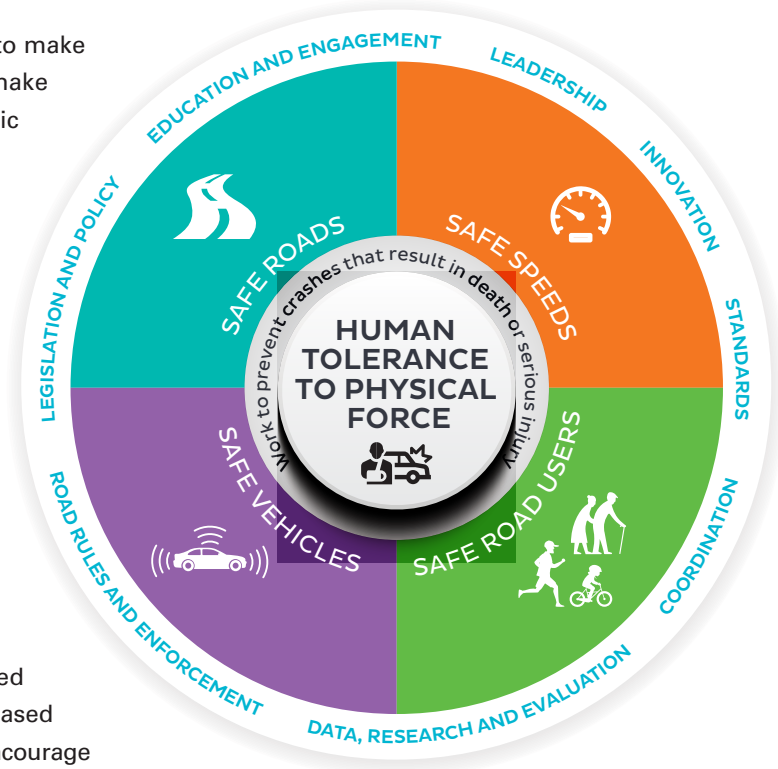 to make
make
ic
EDUCATION AND ENGAGEMENT
LEADERSHIP
INNOVATION
STANDARDS
COORDINATION
DATA, RESEARCH AND EVALUATION
ROAD RULES AND ENFORCEMENT
LEGISLATION AND POLICY
SAFE ROADS
SAFE SPEEDS
SAFE ROAD USERS
SAFE VEHICLES
Work to prevent crashes that result in death or serious injury
HUMAN
TOLERANCE
TO PHYSICAL
FORCE
ed
ased
ncourage